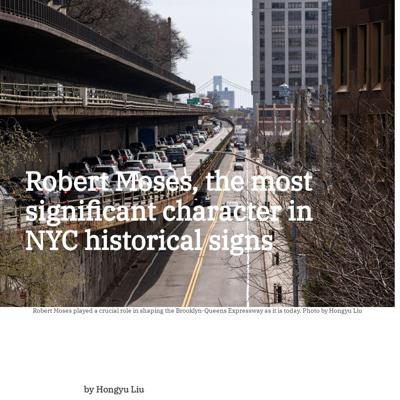 Robert Moses, the most
significant character in
NYC historical signs
Robert Moses played a crucial role in shaping the Brooklyn-Queens Expressway as it is today. Photo by Hongyu Liu
by Hongyu Liu